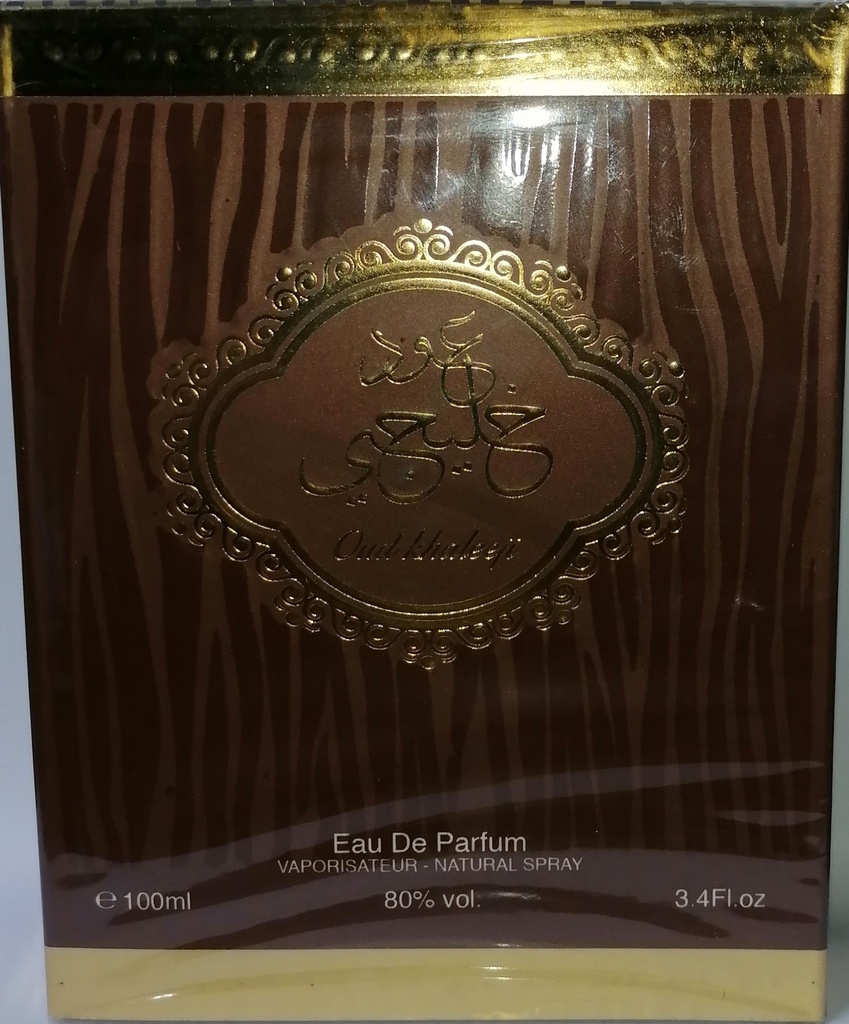 عود
خليجي
Oud khaleeji
Eau De Parfum
VAPORISATEUR - NATURAL SPRAY
℮ 100ml 80% vol. 3.4Fl.oz